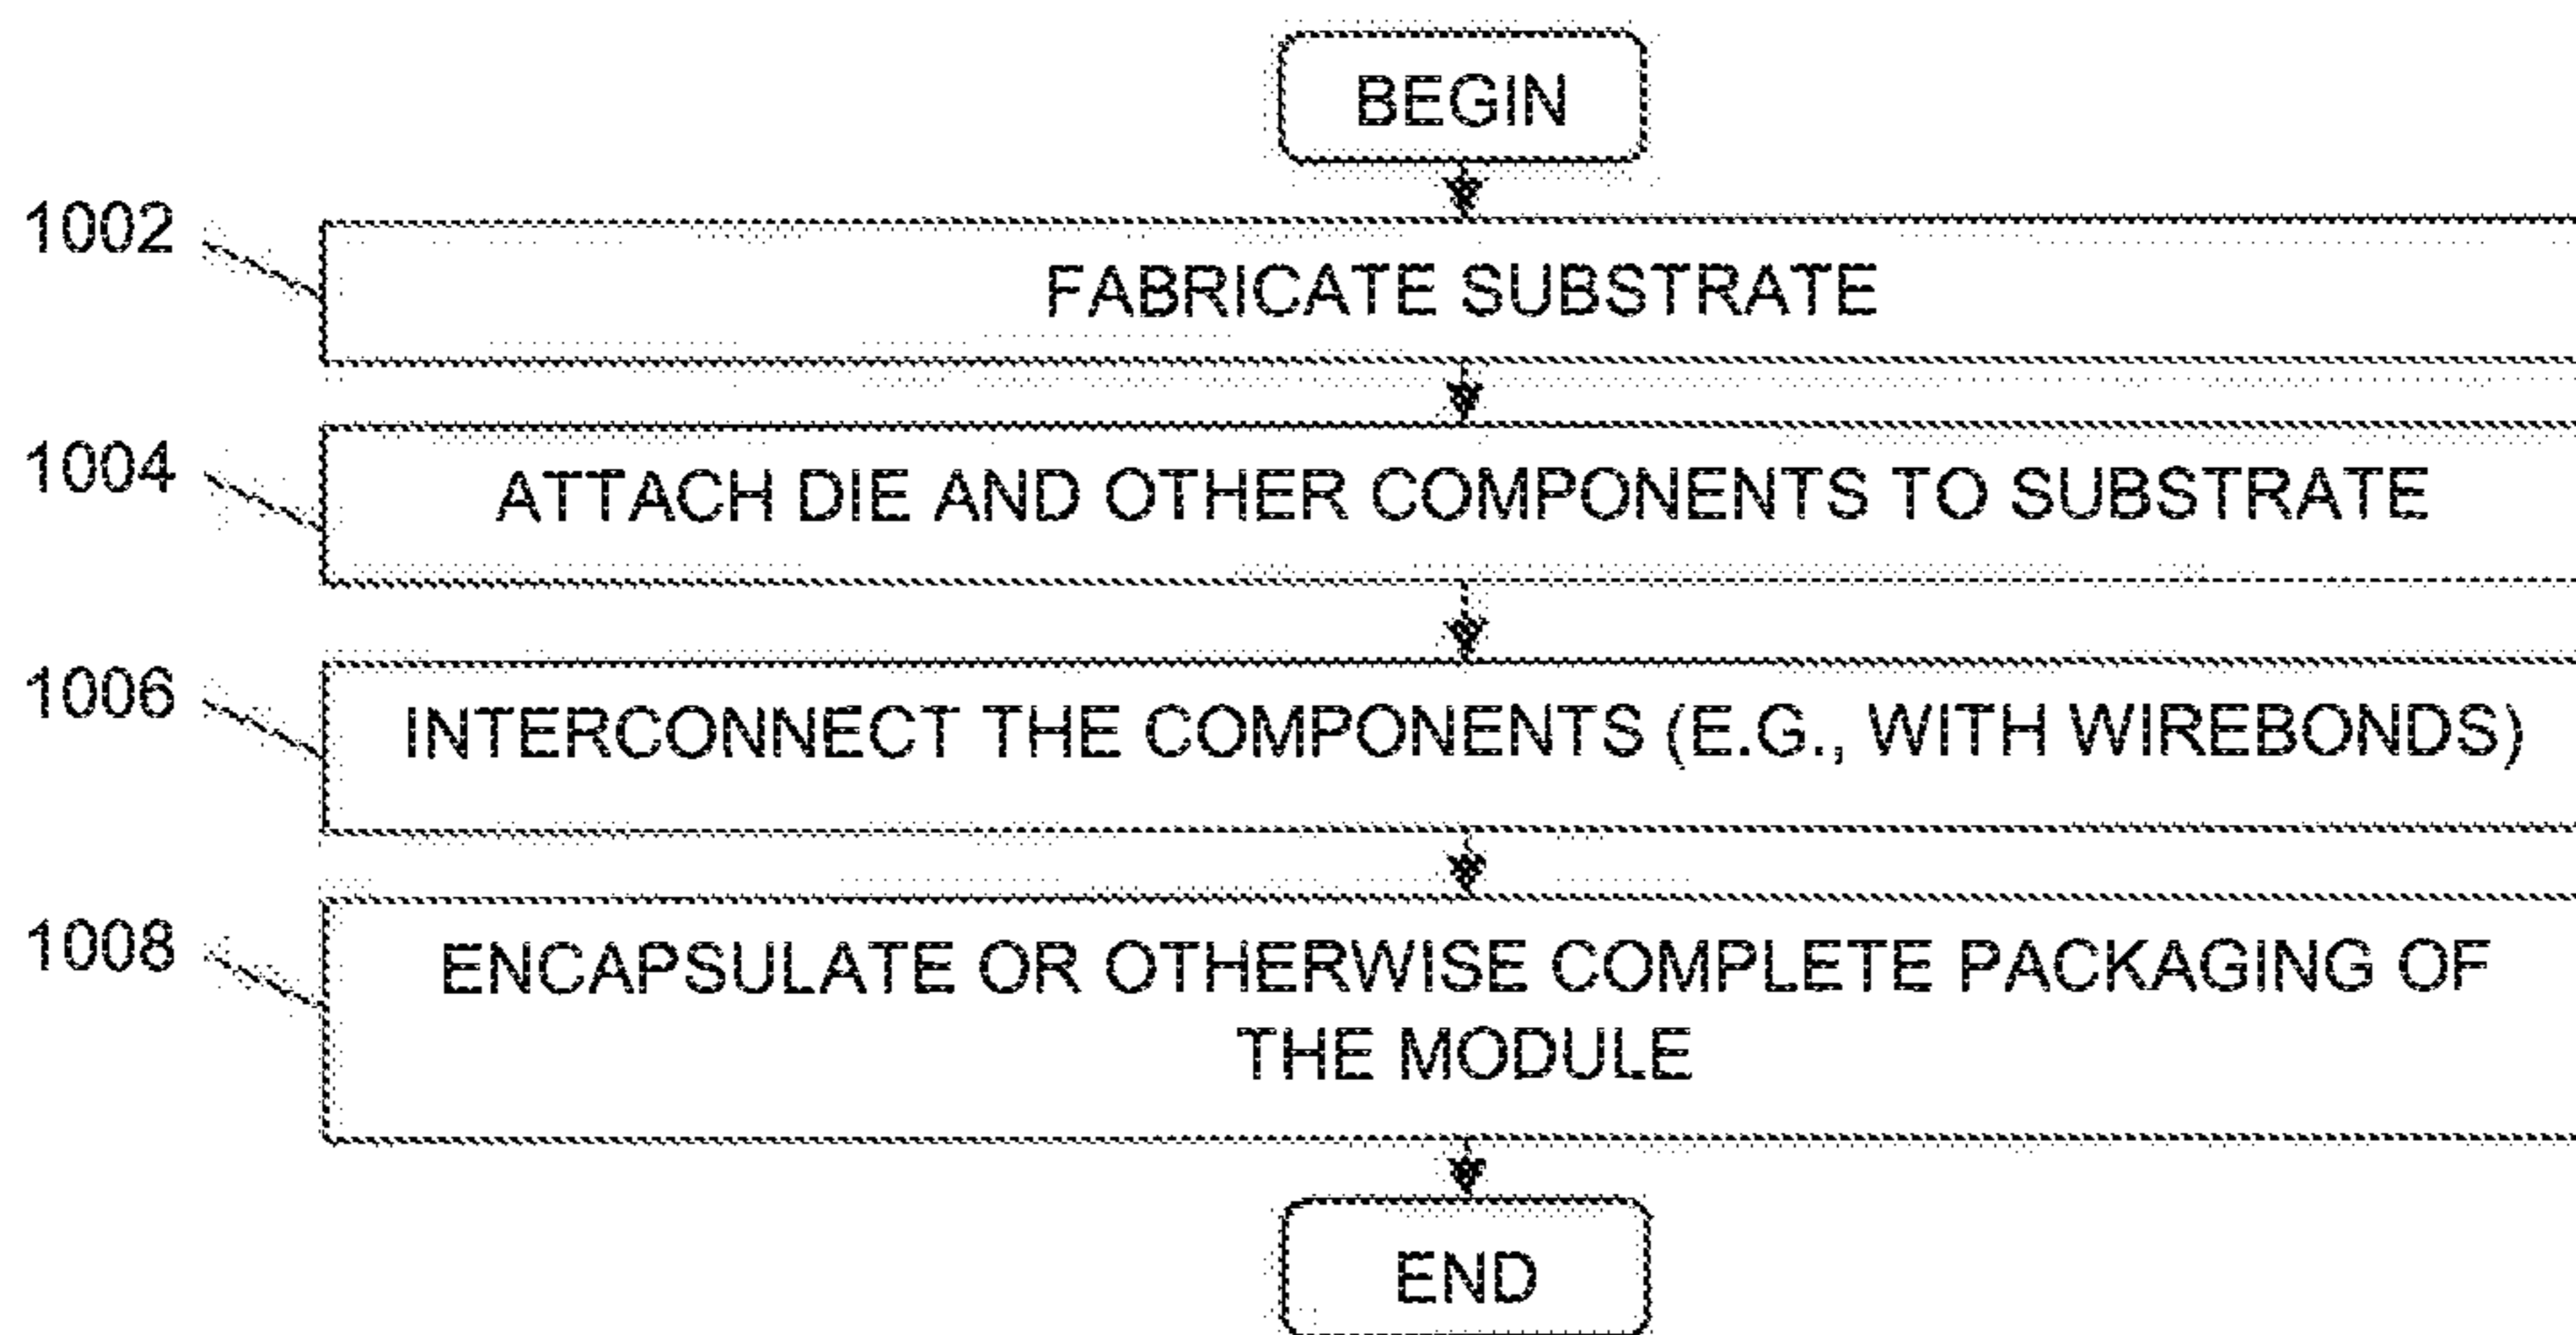 BEGIN
1002
FABRICATE SUBSTRATE
1004
ATTACH DIE AND OTHER COMPONENTS TO SUBSTRATE
1006
INTERCONNECT THE COMPONENTS (E.G., WITH WIREBONDS)
1008
ENCAPSULATE OR OTHERWISE COMPLETE PACKAGING OF
THE MODULE
END